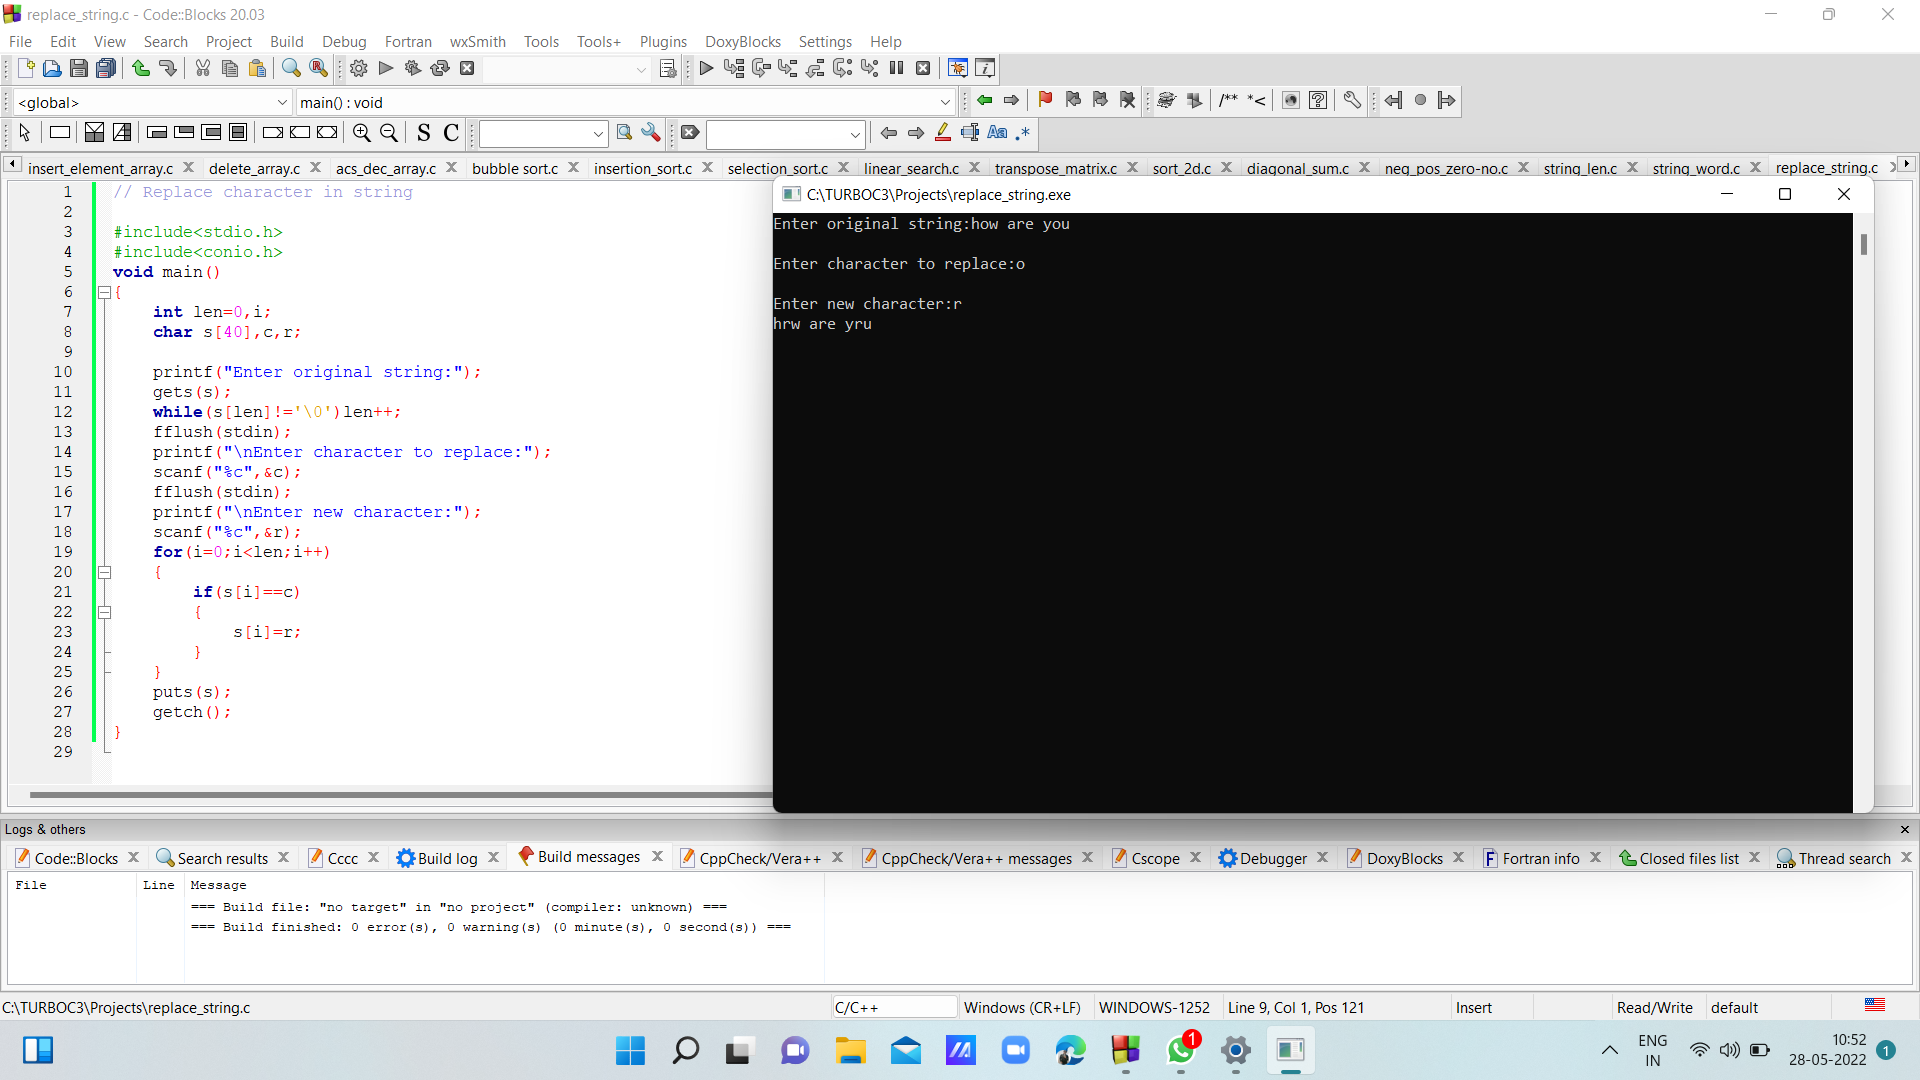 replace_string.c - Code::Blocks 20.03
File Edit View Search Project Build Debug Fortran wxSmith Tools Tools+ Plugins DoxyBlocks Settings Help
<global> main() : void
/** *<
S C
Aa .*
insert_element_array.c delete_array.c acs_dec_array.c bubble sort.c insertion_sort.c selection_sort.c linear_search.c transpose_matrix.c sort_2d.c diagonal_sum.c neg_pos_zero-no.c string_len.c string_word.c replace_string.c
1 // Replace character in string
2
3 #include<stdio.h>
4 #include<conio.h>
5 void main()
6 {
7 int len=0,i;
8 char s[40],c,r;
9
10 printf("Enter original string:");
11 gets(s);
12 while(s[len]!='\0')len++;
13 fflush(stdin);
14 printf("\nEnter character to replace:");
15 scanf("%c",&c);
16 fflush(stdin);
17 printf("\nEnter new character:");
18 scanf("%c",&r);
19 for(i=0;i<len;i++)
20 {
21 if(s[i]==c)
22 {
23 s[i]=r;
24 }
25 }
26 puts(s);
27 getch();
28 }
29
C:\TURBOC3\Projects\replace_string.exe
Enter original string:how are you
Enter character to replace:o
Enter new character:r
hrw are yru
Logs & others
Code::Blocks Search results Cccc Build log Build messages CppCheck/Vera++ CppCheck/Vera++ messages Cscope Debugger DoxyBlocks Fortran info Closed files list Thread search
File Line Message
=== Build file: "no target" in "no project" (compiler: unknown) ===
=== Build finished: 0 error(s), 0 warning(s) (0 minute(s), 0 second(s)) ===
C:\TURBOC3\Projects\replace_string.c C/C++ Windows (CR+LF) WINDOWS-1252 Line 9, Col 1, Pos 121 Insert Read/Write default
1
ENG
IN
10:52
28-05-2022
1